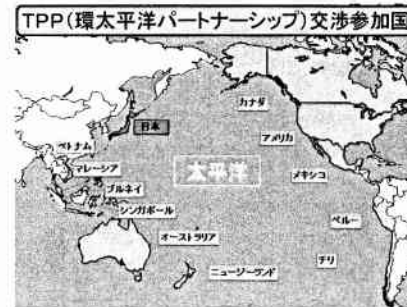 TPP(環太平洋パートナーシップ)交渉参加国
カナダ
日本
アメリカ
ベトナム
マレーシア
太平洋
メキシコ
ブルネイ
シンガポール
ペルー
オーストラリア
チリ
ニュージーランド